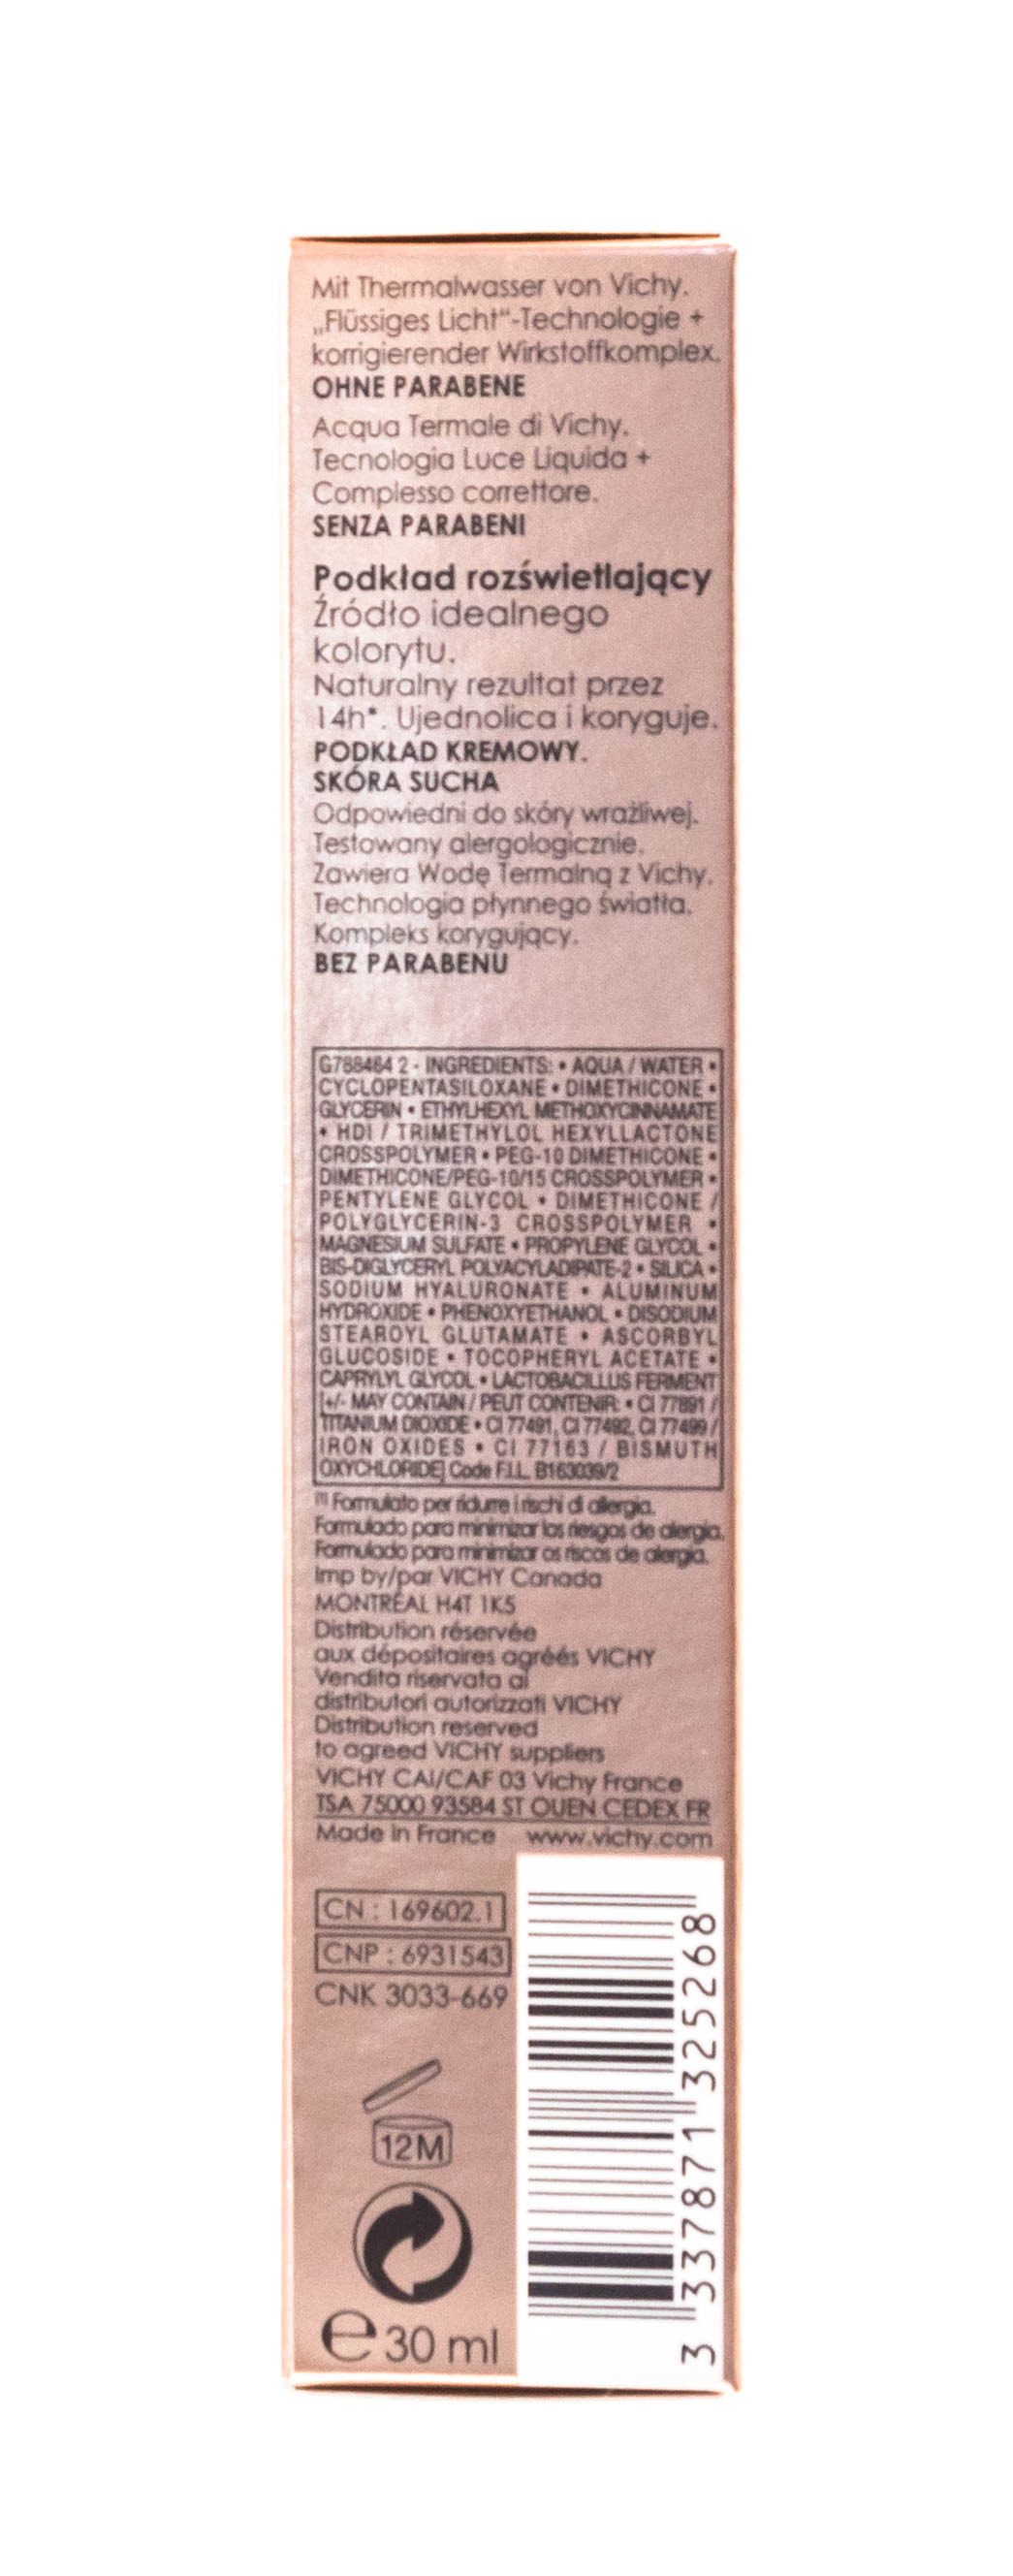 Mit Thermalwasser von Vichy.
„Flüssiges Licht“-Technologie +
korrigierender Wirkstoffkomplex.
OHNE PARABENE
Acqua Termale di Vichy.
Tecnologia Luce Liquida +
Complesso correttore.
SENZA PARABENI
Podkład rozświetlający
Źródło idealnego
kolorytu.
Naturalny rezultat przez
14h*. Ujednolica i koryguje.
PODKŁAD KREMOWY.
SKÓRA SUCHA
Odpowiedni do skóry wrażliwej.
Testowany alergologicznie.
Zawiera Wodę Termalną z Vichy.
Technologia płynnego światła.
Kompleks korygujący.
BEZ PARABENU
G788464 2 - INGREDIENTS: • AQUA / WATER •
CYCLOPENTASILOXANE • DIMETHICONE •
GLYCERIN • ETHYLHEXYL METHOXYCINNAMATE
• HDI / TRIMETHYLOL HEXYLLACTONE
CROSSPOLYMER • PEG-10 DIMETHICONE •
DIMETHICONE/PEG-10/15 CROSSPOLYMER •
PENTYLENE GLYCOL • DIMETHICONE /
POLYGLYCERIN-3 CROSSPOLYMER •
MAGNESIUM SULFATE • PROPYLENE GLYCOL •
BIS-DIGLYCERYL POLYACYLADIPATE-2 • SILICA •
SODIUM HYALURONATE • ALUMINUM
HYDROXIDE • PHENOXYETHANOL • DISODIUM
STEAROYL GLUTAMATE • ASCORBYL
GLUCOSIDE • TOCOPHERYL ACETATE •
CAPRYLYL GLYCOL • LACTOBACILLUS FERMENT
[+/- MAY CONTAIN / PEUT CONTENIR: • CI 77891 /
TITANIUM DIOXIDE • CI 77491, CI 77492, CI 77499 /
IRON OXIDES • CI 77163 / BISMUTH
OXYCHLORIDE] Code F.I.L. B163039/2
(1) Formulato per ridurre i rischi di allergia.
Formulado para minimizar los riesgos de alergia.
Formulado para minimizar os riscos de alergia.
Imp by/par VICHY Canada
MONTRÉAL H4T 1K5
Distribution réservée
aux dépositaires agréés VICHY
Vendita riservata ai
distributori autorizzati VICHY
Distribution reserved
to agreed VICHY suppliers
VICHY CAI/CAF 03 Vichy France
TSA 75000 93584 ST OUEN CEDEX FR
Made in France www.vichy.com
CN : 169602.1
CNP : 6931543
CNK 3033-669
12M
e 30 ml
3 337871 325268